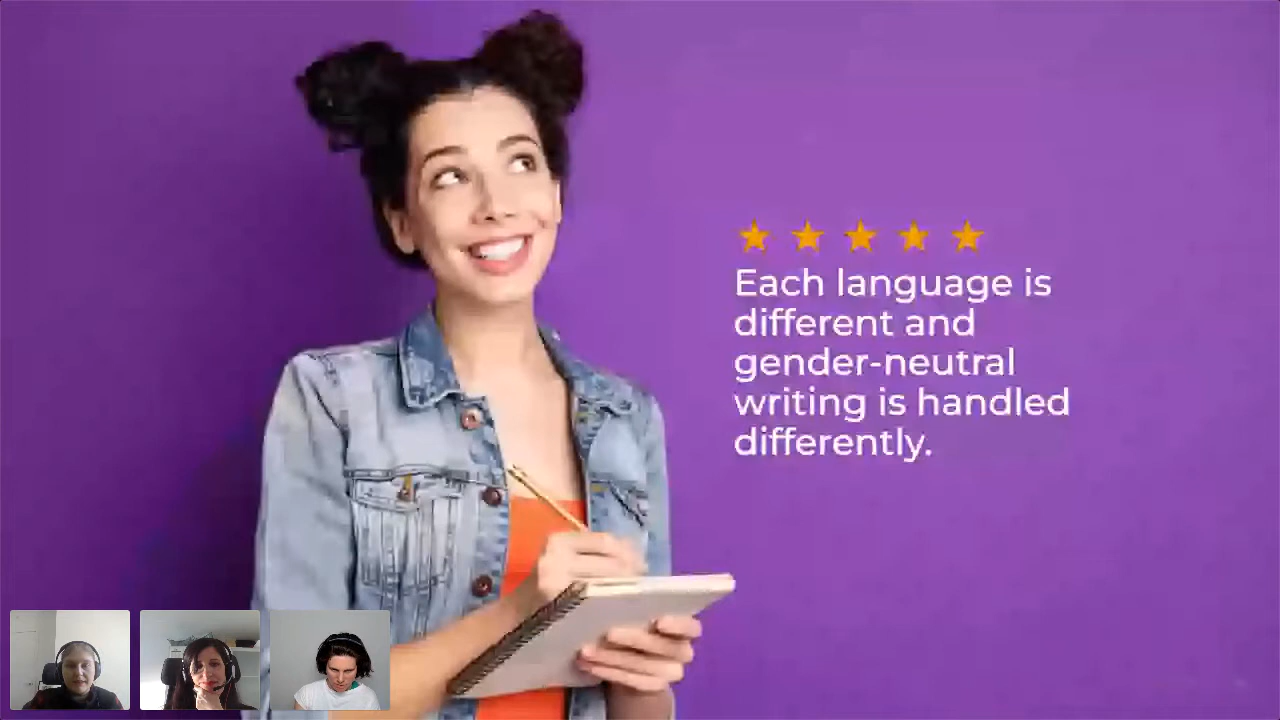 Each language is
different and
gender-neutral
writing is handled
differently.